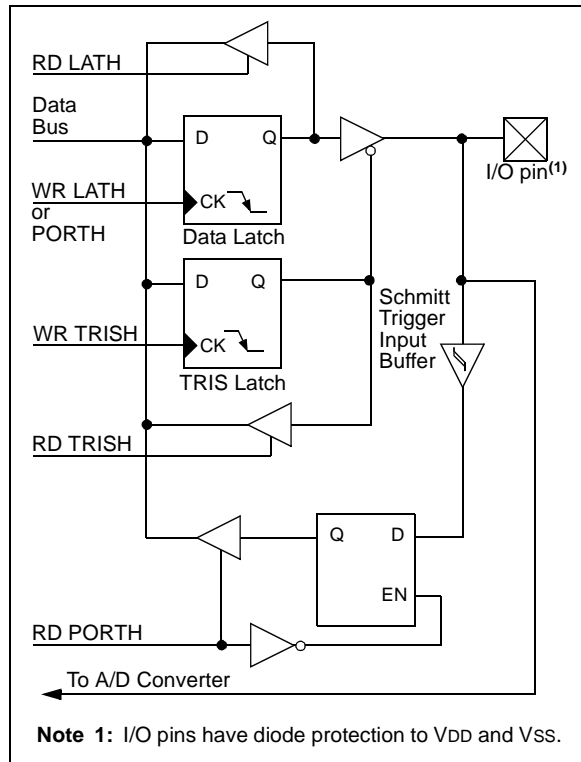 RD LATH
Data
Bus
D Q
I/O pin(1)
WR LATH
or
PORTH
CK
Data Latch
D Q
Schmitt
Trigger
Input
Buffer
WR TRISH
CK
TRIS Latch
RD TRISH
Q D
EN
RD PORTH
To A/D Converter
Note 1: I/O pins have diode protection to VDD and VSS.